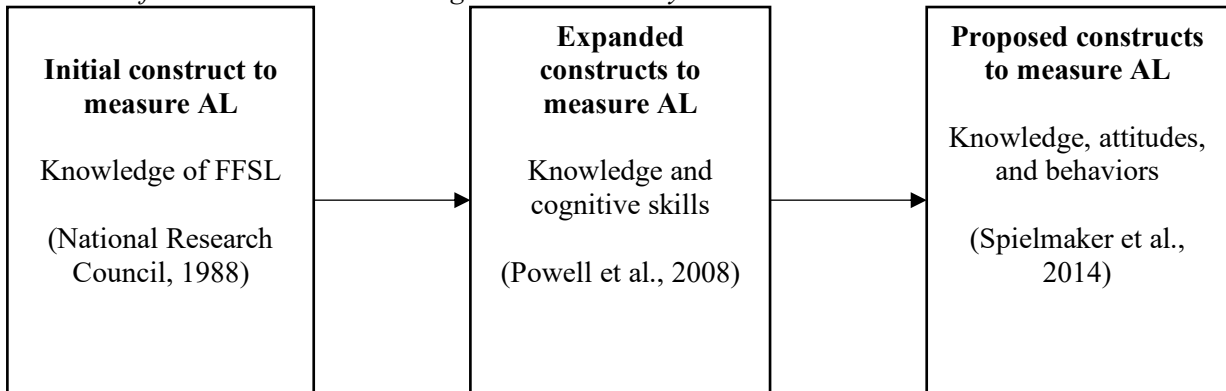 Initial construct to
measure AL
Knowledge of FFSL
(National Research
Council, 1988)
Expanded
constructs to
measure AL
Knowledge and
cognitive skills
(Powell et al., 2008)
Proposed constructs
to measure AL
Knowledge, attitudes,
and behaviors
(Spielmaker et al.,
2014)